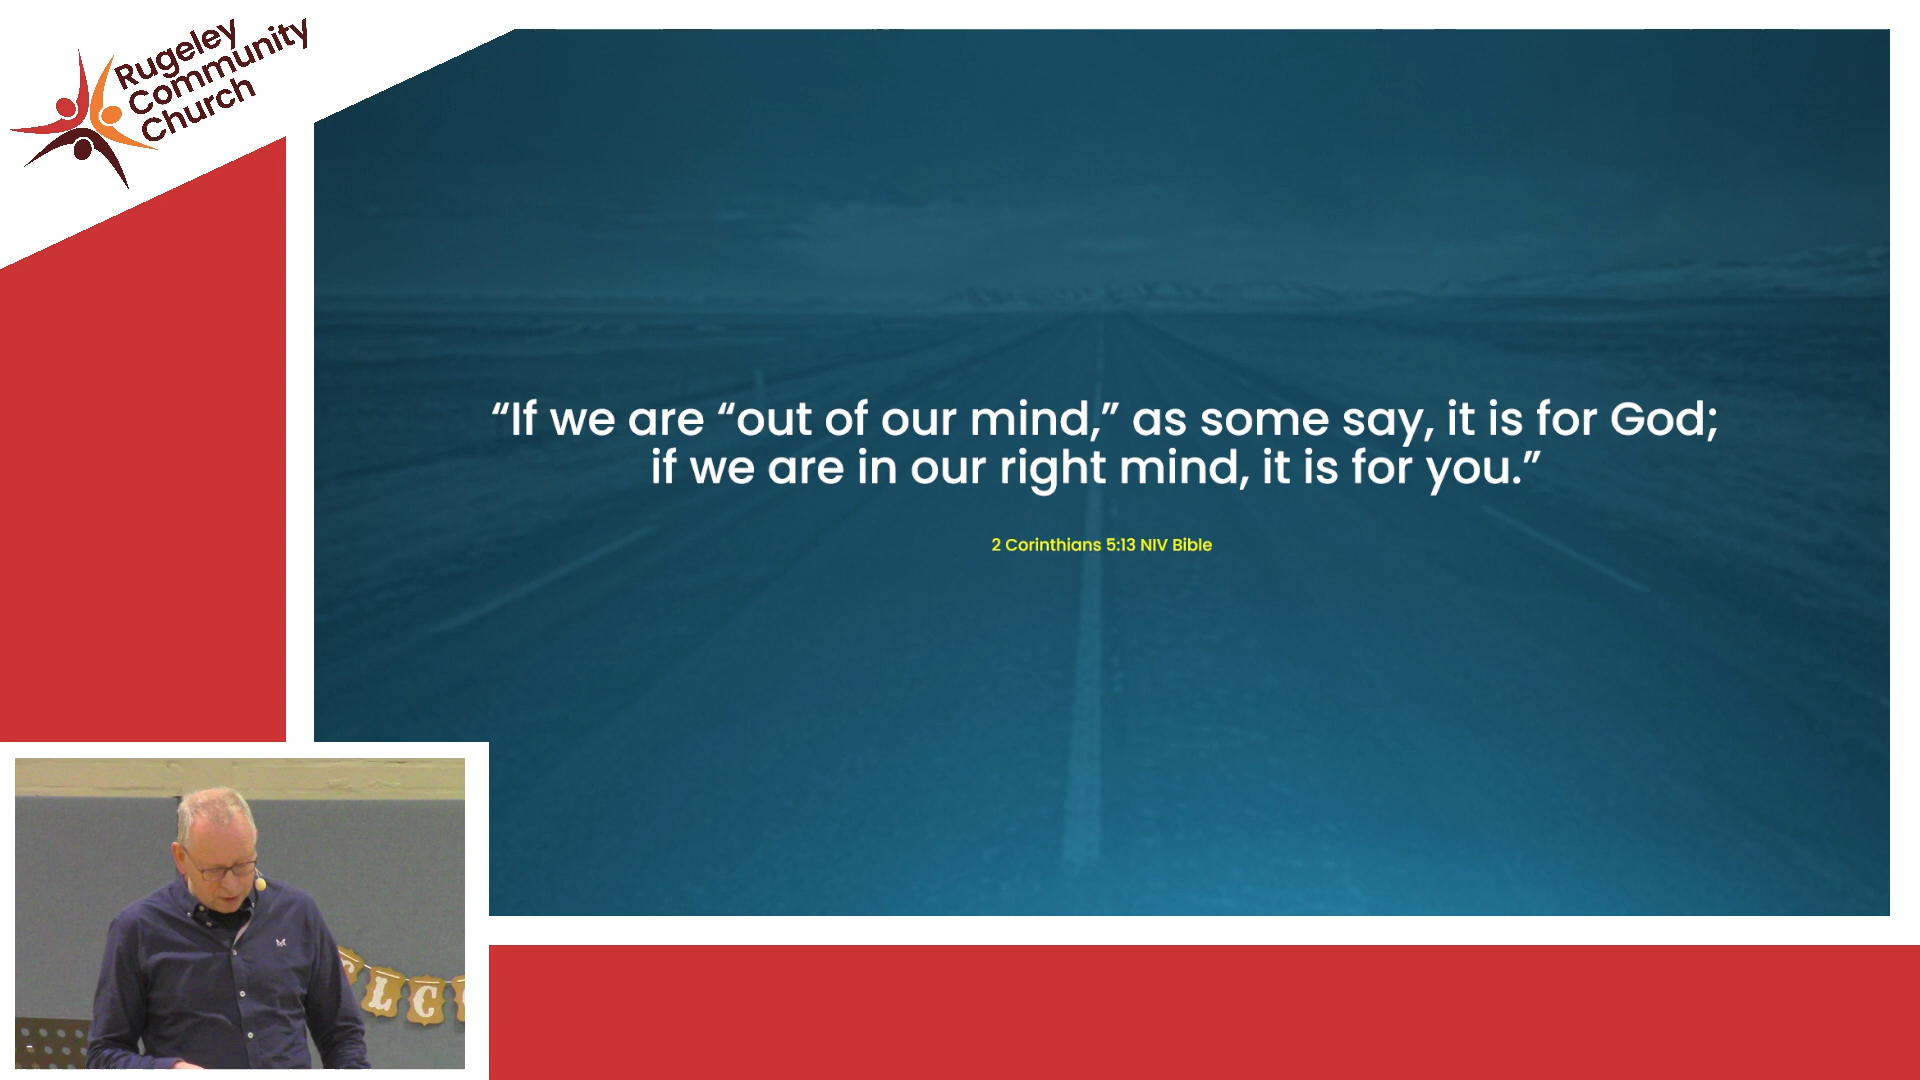 Rugeley
Community
Church
“If we are “out of our mind,” as some say, it is for God;
if we are in our right mind, it is for you.”
2 Corinthians 5:13 NIV Bible
L C